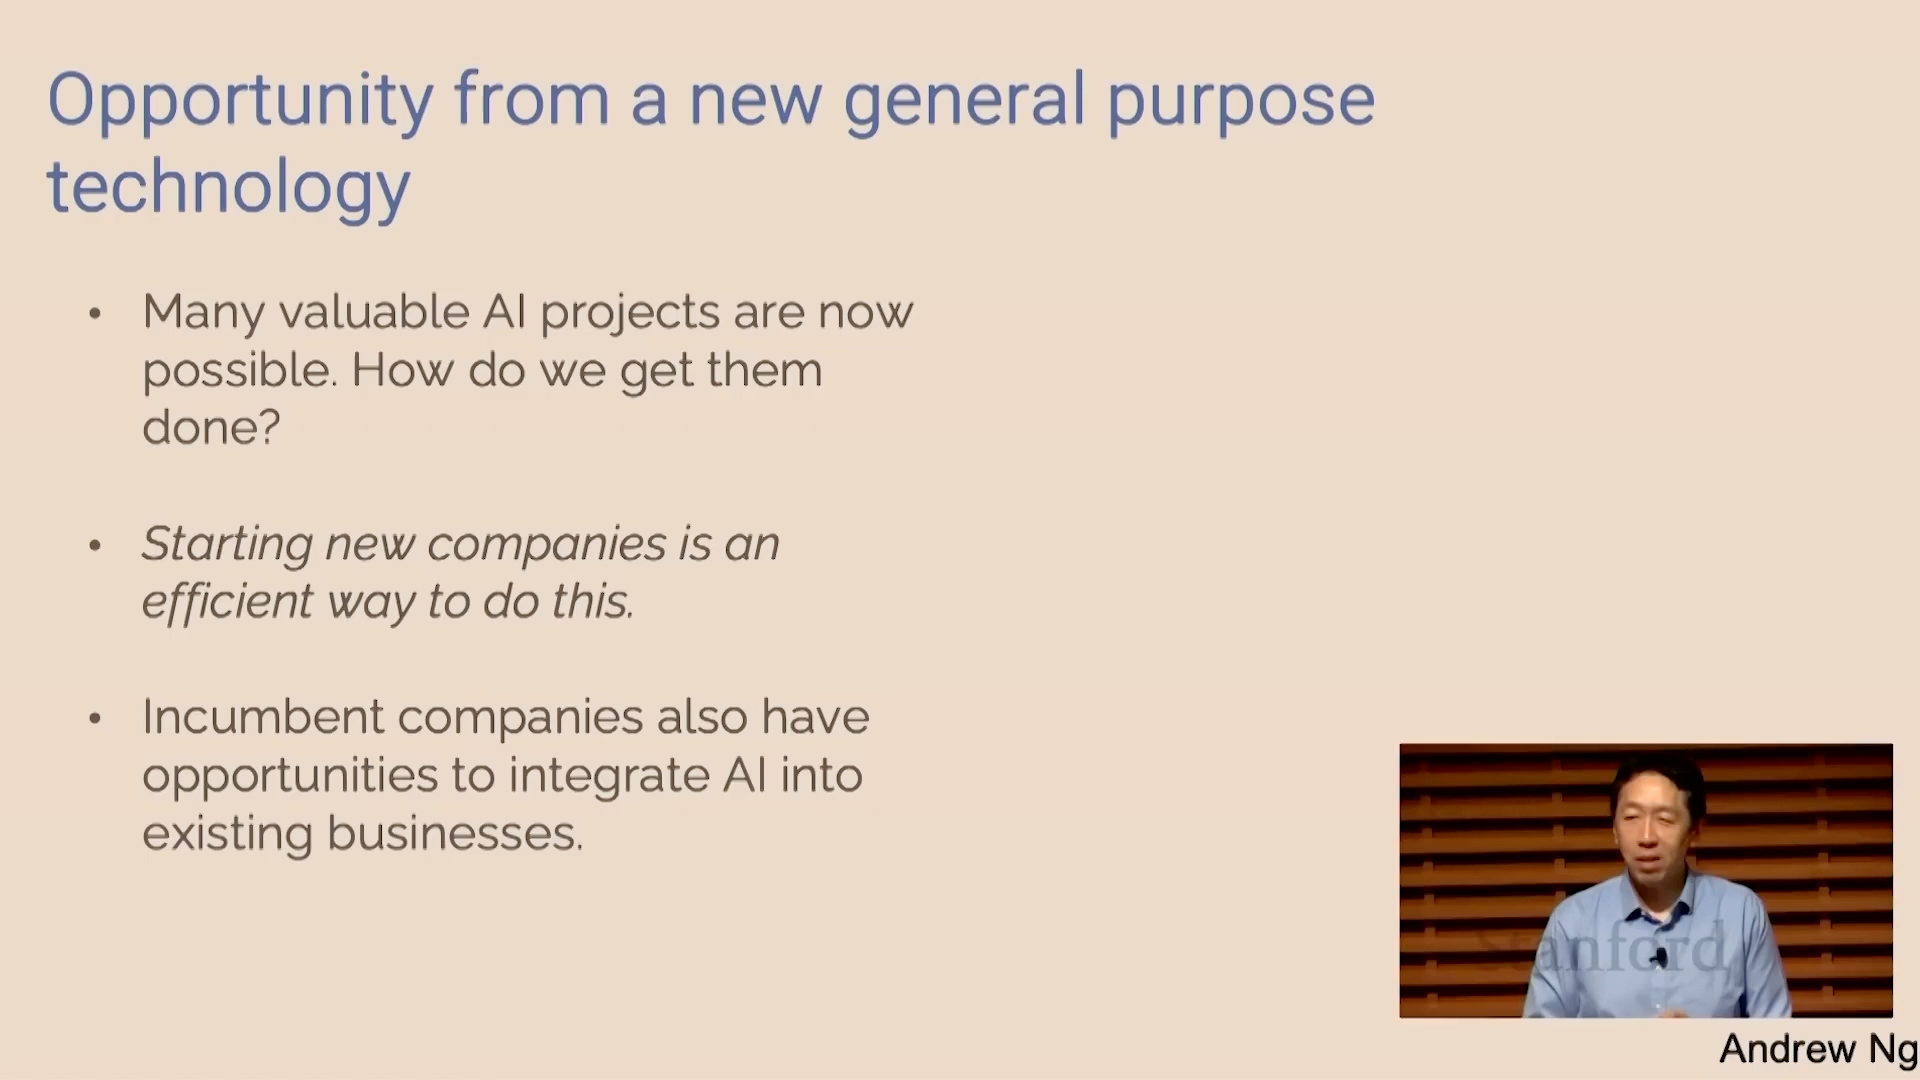 Opportunity from a new general purpose
technology
• Many valuable AI projects are now
possible. How do we get them
done?
• Starting new companies is an
efficient way to do this.
• Incumbent companies also have
opportunities to integrate AI into
existing businesses.
Stanford
Andrew Ng